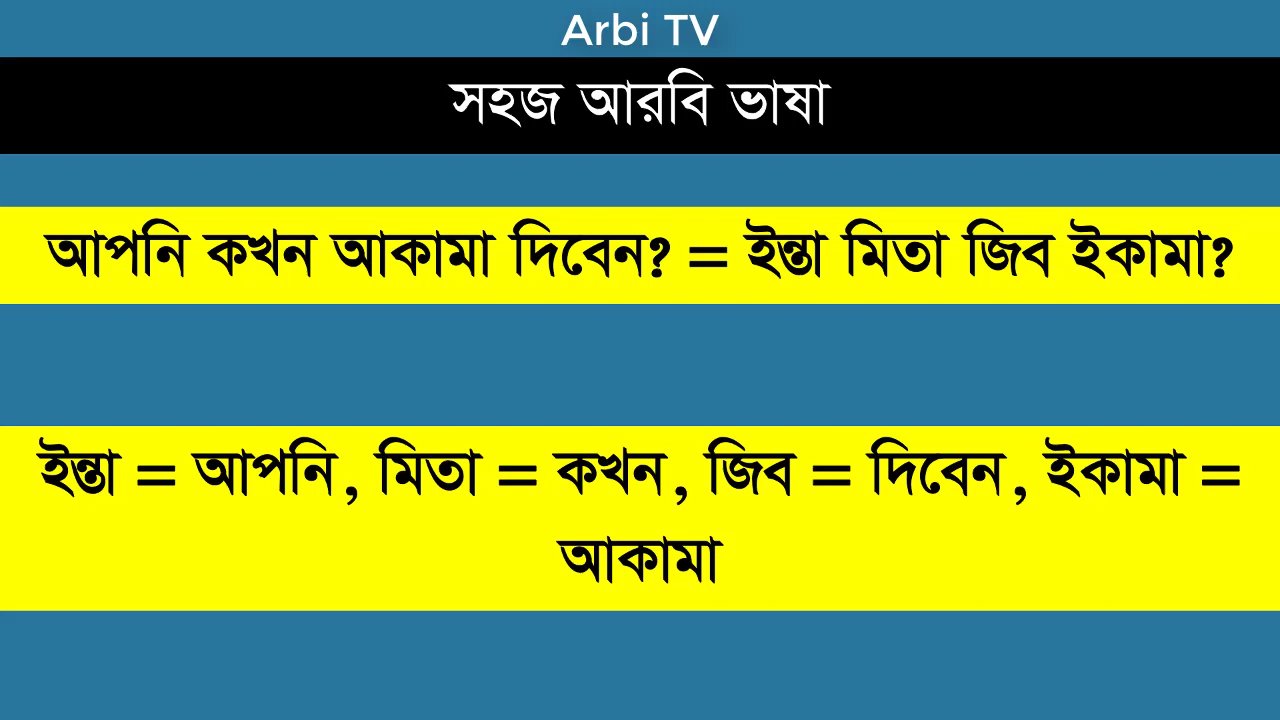 Arbi TV
সহজ আরবি ভাষা
আপনি কখন আকামা দিবেন? = ইন্তা মিতা জিব ইকামা?
ইন্তা = আপনি, মিতা = কখন, জিব = দিবেন, ইকামা =
আকামা